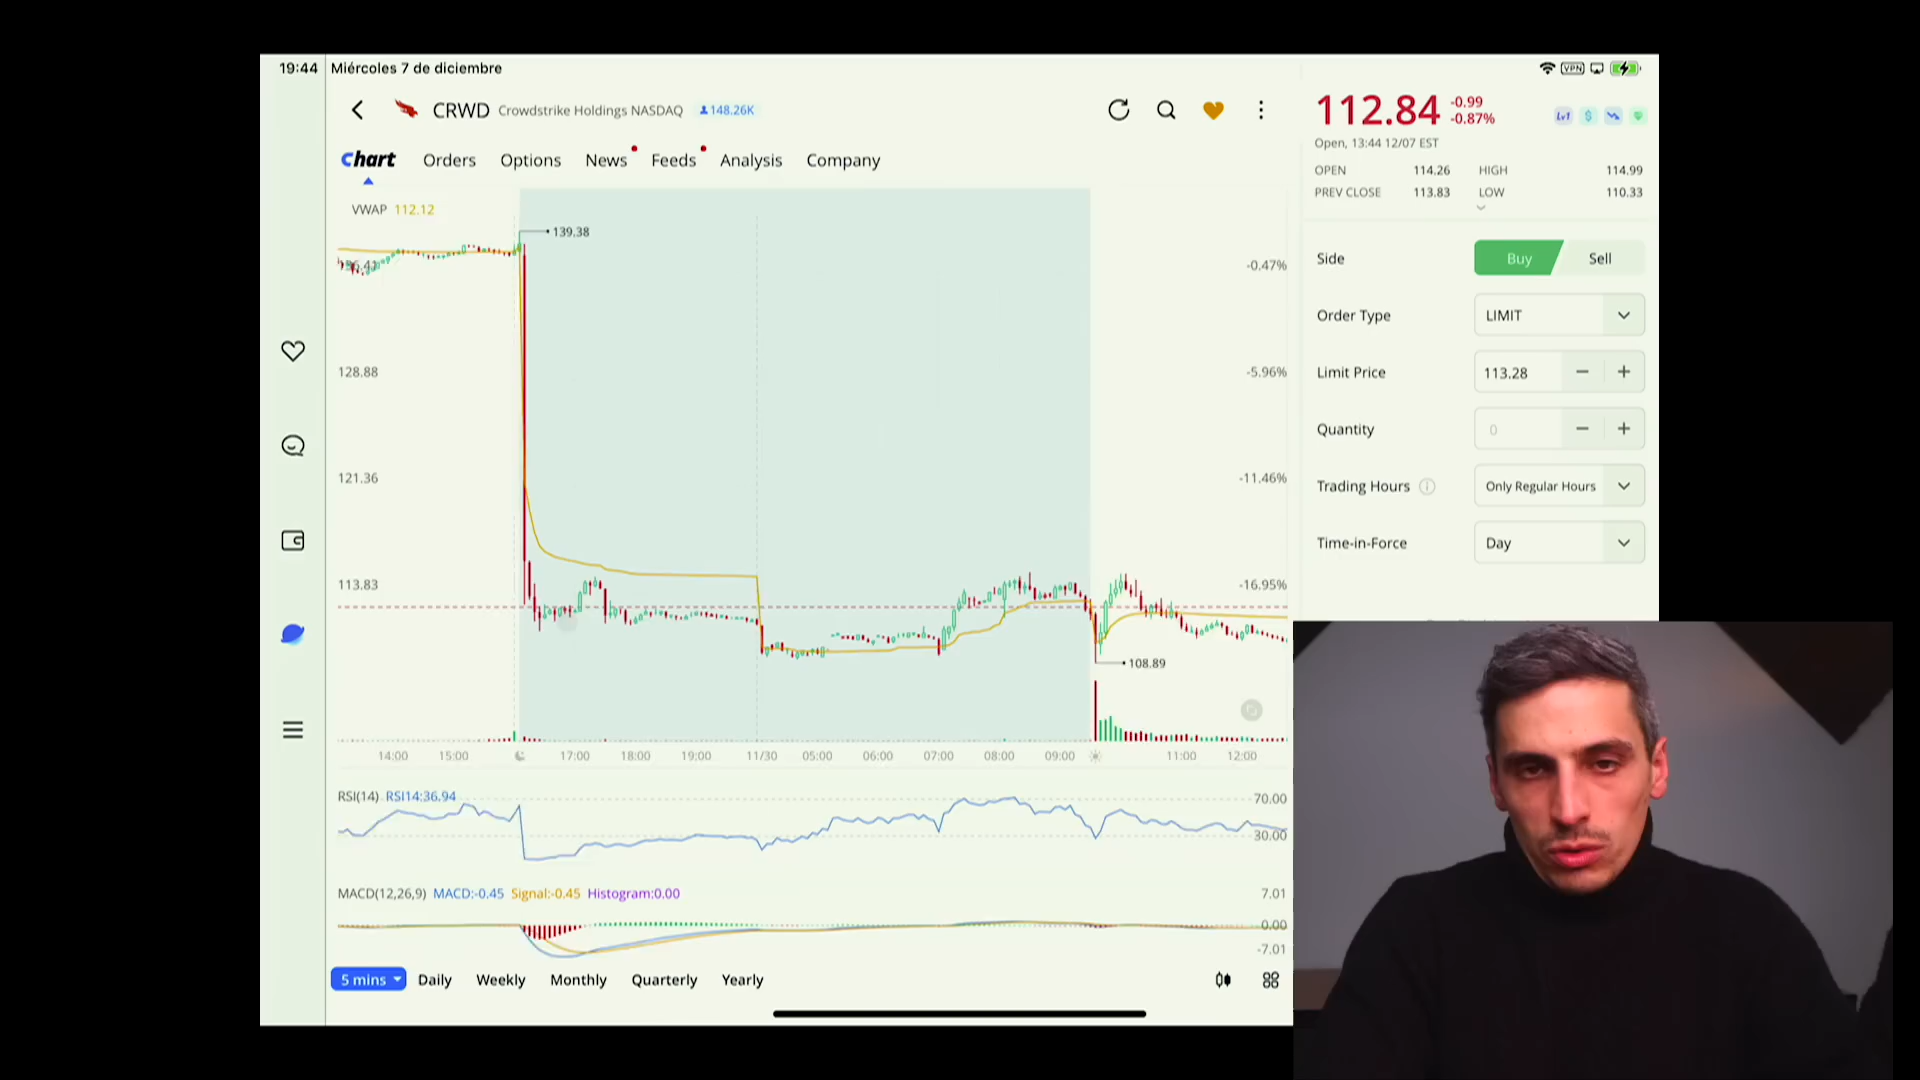 19:44 Miércoles 7 de diciembre
VPN
CRWD Crowdstrike Holdings NASDAQ 148.26K
Chart Orders Options News Feeds Analysis Company
VWAP 112.12
139.38
-0.47%
128.88 -5.96%
121.36 -11.46%
113.83 -16.95%
108.89
14:00 15:00 17:00 18:00 19:00 11/30 05:00 06:00 07:00 08:00 09:00 11:00 12:00
RSI(14) RSI14:36.94 70.00
30.00
MACD(12,26,9) MACD:-0.45 Signal:-0.45 Histogram:0.00 7.01
0.00
-7.01
5 mins Daily Weekly Monthly Quarterly Yearly
112.84 -0.99
-0.87%
Lv1 $
Open, 13:44 12/07 EST
OPEN 114.26 HIGH 114.99
PREV CLOSE 113.83 LOW 110.33
Side Buy Sell
Order Type LIMIT
Limit Price 113.28 − +
Quantity 0 − +
Trading Hours Only Regular Hours
Time-in-Force Day